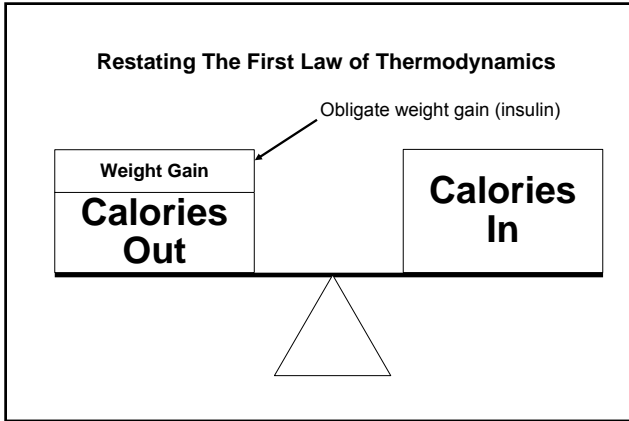 Restating The First Law of Thermodynamics
Obligate weight gain (insulin)
Weight Gain
Calories
Out
Calories
In